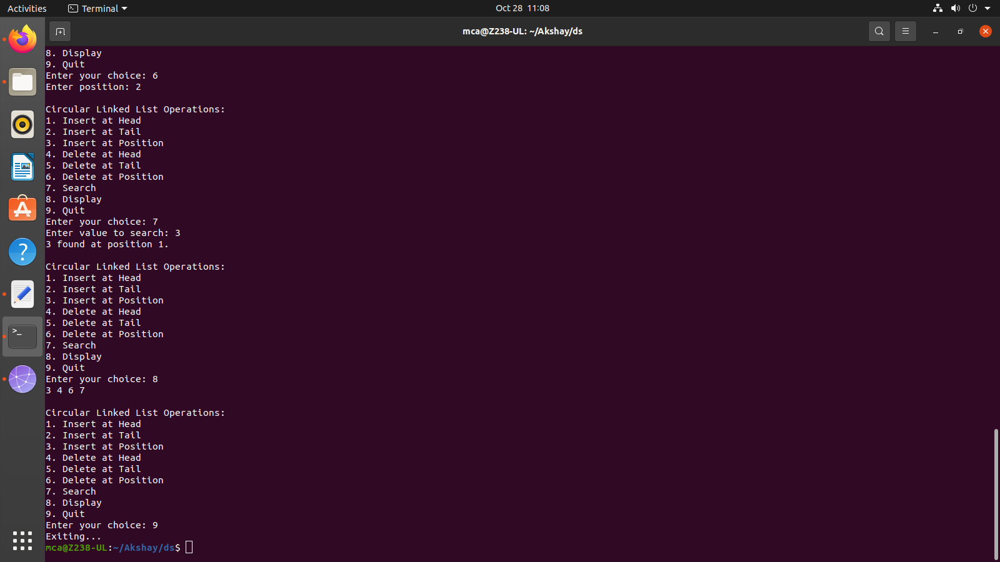 Activities Terminal Oct 28 11:08
mca@Z238-UL: ~/Akshay/ds
8. Display
9. Quit
Enter your choice: 6
Enter position: 2
Circular Linked List Operations:
1. Insert at Head
2. Insert at Tail
3. Insert at Position
4. Delete at Head
5. Delete at Tail
6. Delete at Position
7. Search
8. Display
9. Quit
Enter your choice: 7
Enter value to search: 3
3 found at position 1.
Circular Linked List Operations:
1. Insert at Head
2. Insert at Tail
3. Insert at Position
4. Delete at Head
5. Delete at Tail
6. Delete at Position
7. Search
8. Display
9. Quit
Enter your choice: 8
3 4 6 7
Circular Linked List Operations:
1. Insert at Head
2. Insert at Tail
3. Insert at Position
4. Delete at Head
5. Delete at Tail
6. Delete at Position
7. Search
8. Display
9. Quit
Enter your choice: 9
Exiting...
mca@Z238-UL:~/Akshay/ds$